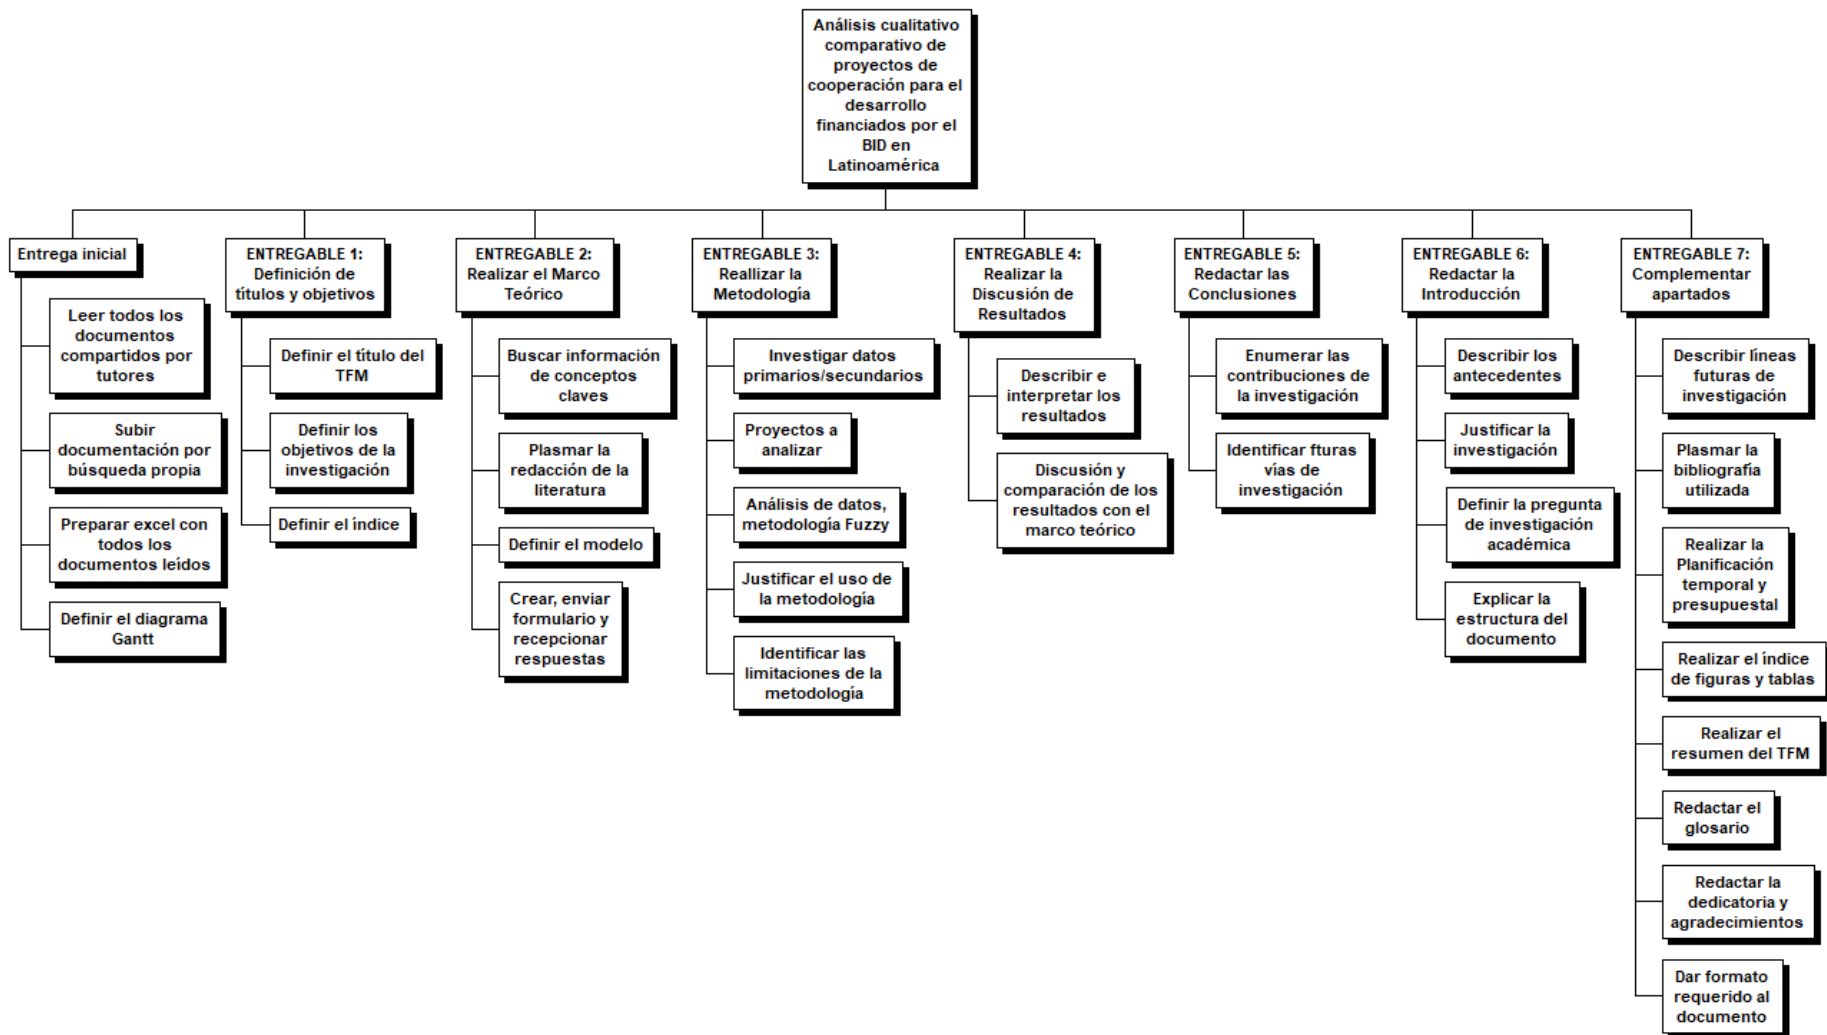 Análisis cualitativo
comparativo de
proyectos de
cooperación para el
desarrollo
financiados por el
BID en
Latinoamérica
Entrega inicial
Leer todos los
documentos
compartidos por
tutores
Subir
documentación por
búsqueda propia
Preparar excel con
todos los
documentos leídos
Definir el diagrama
Gantt
ENTREGABLE 1:
Definición de
títulos y objetivos
Definir el título del
TFM
Definir los
objetivos de la
investigación
Definir el índice
ENTREGABLE 2:
Realizar el Marco
Teórico
Buscar información
de conceptos
claves
Plasmar la
redacción de la
literatura
Definir el modelo
Crear, enviar
formulario y
recepcionar
respuestas
ENTREGABLE 3:
Reallizar la
Metodología
Investigar datos
primarios/secundarios
Proyectos a
analizar
Análisis de datos,
metodología Fuzzy
Justificar el uso de
la metodología
Identificar las
limitaciones de la
metodología
ENTREGABLE 4:
Realizar la
Discusión de
Resultados
Describir e
interpretar los
resultados
Discusión y
comparación de los
resultados con el
marco teórico
ENTREGABLE 5:
Redactar las
Conclusiones
Enumerar las
contribuciones de
la investigación
Identificar fturas
vías de
investigación
ENTREGABLE 6:
Redactar la
Introducción
Describir los
antecedentes
Justificar la
investigación
Definir la pregunta
de investigación
académica
Explicar la
estructura del
documento
ENTREGABLE 7:
Complementar
apartados
Describir líneas
futuras de
investigación
Plasmar la
bibliografía
utilizada
Realizar la
Planificación
temporal y
presupuestal
Realizar el índice
de figuras y tablas
Realizar el
resumen del TFM
Redactar el
glosario
Redactar la
dedicatoria y
agradecimientos
Dar formato
requerido al
documento